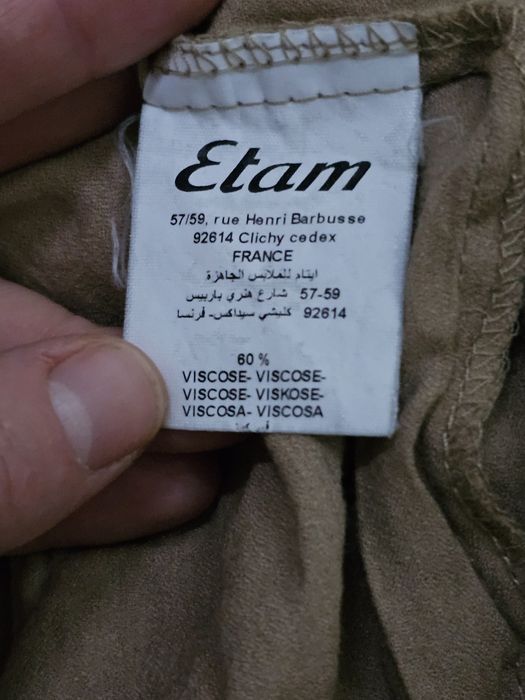 Etam
57/59, rue Henri Barbusse
92614 Clichy cedex
FRANCE
ايتام للملابس الجاهزة
57-59 شارع هنري باربيس
92614 كليشي سيداكس- فرنسا
60 %
VISCOSE- VISCOSE-
VISCOSE- VISKOSE-
VISCOSA- VISCOSA